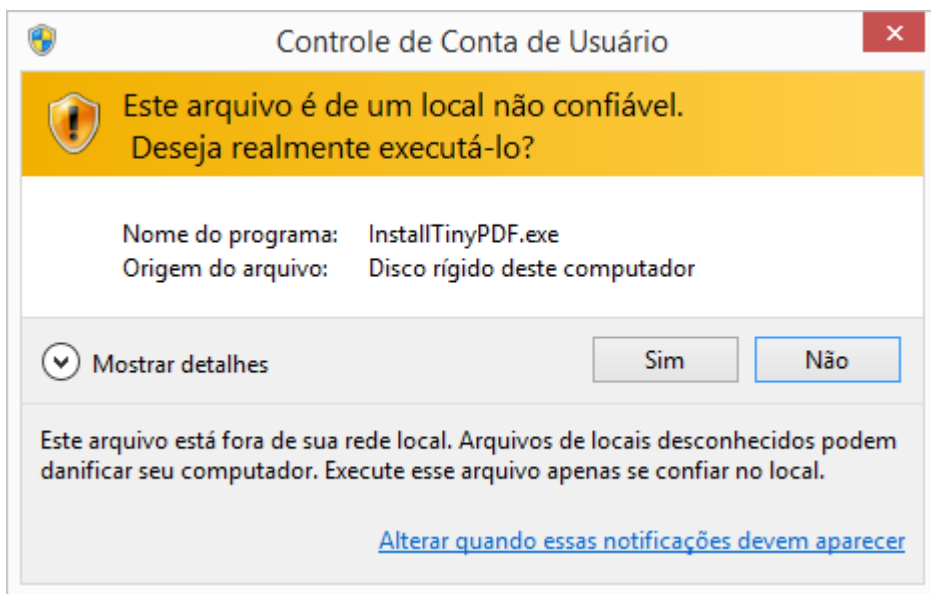 Controle de Conta de Usuário
Este arquivo é de um local não confiável.
Deseja realmente executá-lo?
Nome do programa: InstallTinyPDF.exe
Origem do arquivo: Disco rígido deste computador
Mostrar detalhes
Sim
Não
Este arquivo está fora de sua rede local. Arquivos de locais desconhecidos podem
danificar seu computador. Execute esse arquivo apenas se confiar no local.
Alterar quando essas notificações devem aparecer